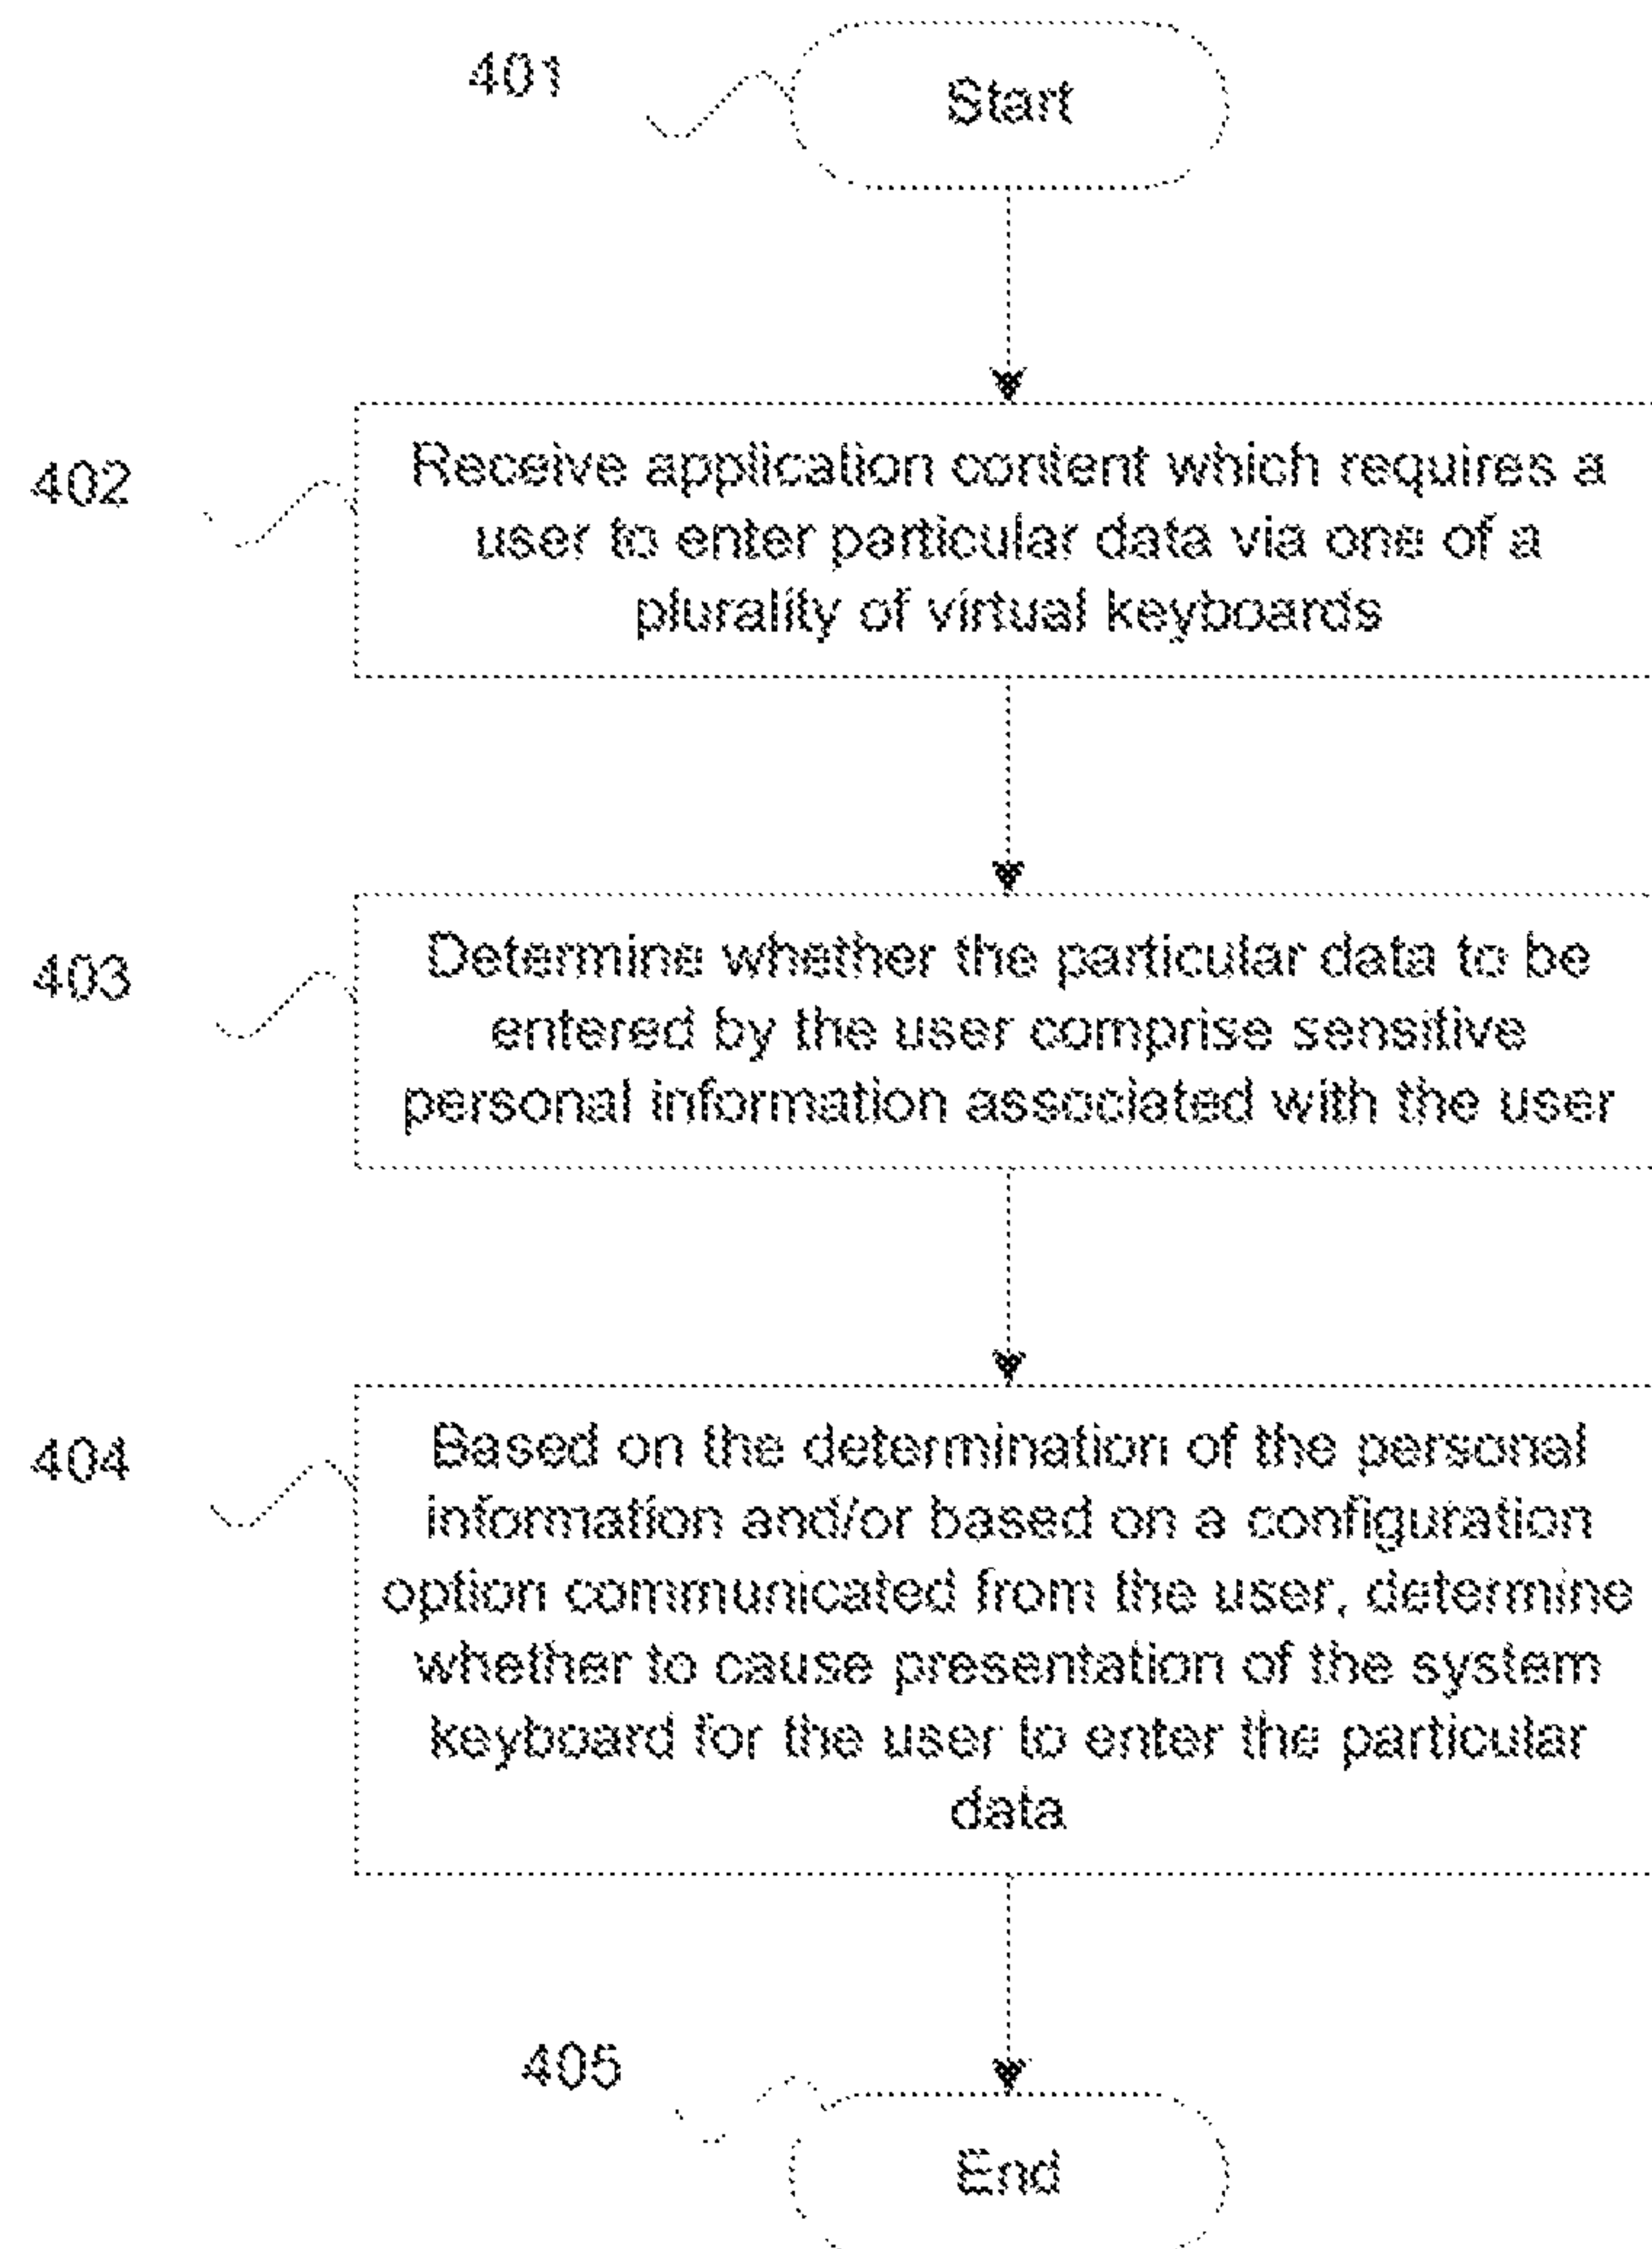 401
Start
402
Receive application content which requires a
user to enter particular data via one of a
plurality of virtual keyboards
403
Determine whether the particular data to be
entered by the user comprise sensitive
personal information associated with the user
404
Based on the determination of the personal
information and/or based on a configuration
option communicated from the user, determine
whether to cause presentation of the system
keyboard for the user to enter the particular
data
405
End